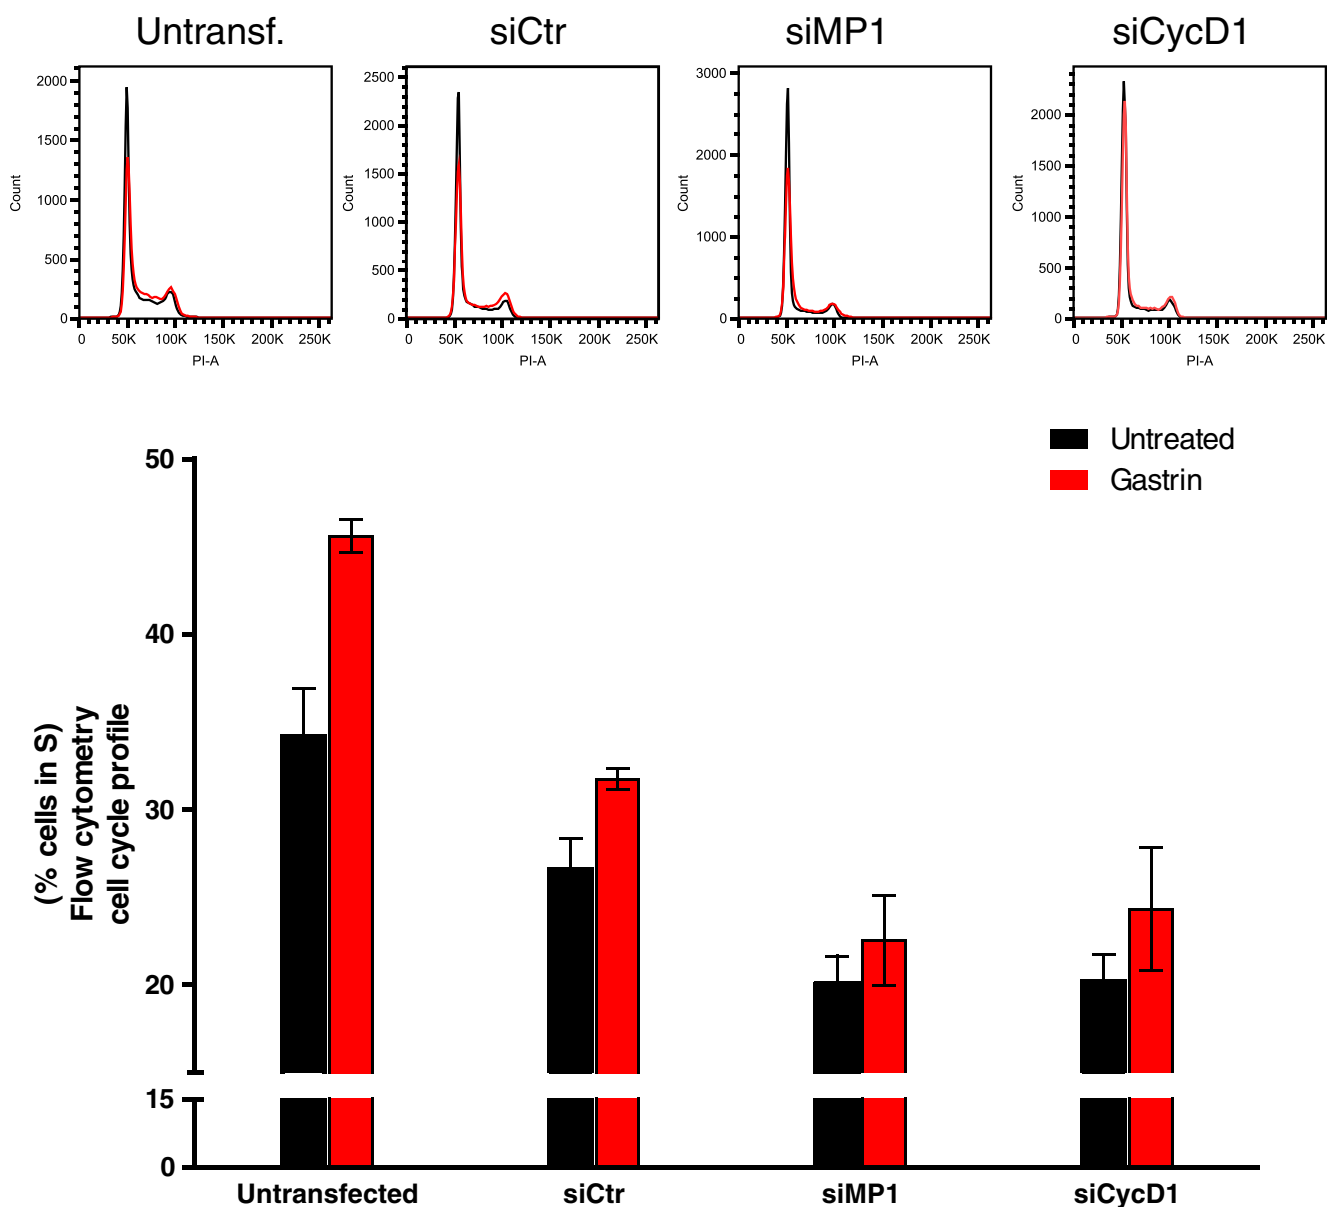 Untransf.
siCtr
siMP1
siCycD1
2000
1500
1000
500
0
Count
0 50K 100K 150K 200K 250K
PI-A
2500
2000
1500
1000
500
0
Count
0 50K 100K 150K 200K 250K
PI-A
3000
2000
1000
0
Count
0 50K 100K 150K 200K 250K
PI-A
2000
1500
1000
500
0
Count
0 50K 100K 150K 200K 250K
PI-A
Untreated
Gastrin
(% cells in S)
Flow cytometry
cell cycle profile
50
40
30
20
15
0
Untransfected
siCtr
siMP1
siCycD1